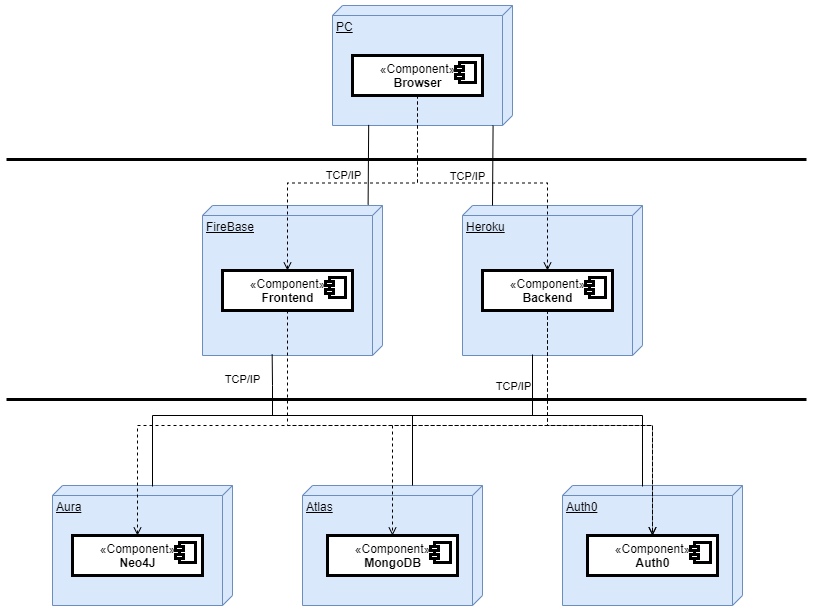 PC
«Component»
Browser
TCP/IP
TCP/IP
FireBase
Heroku
«Component»
Frontend
«Component»
Backend
TCP/IP
TCP/IP
Aura
Atlas
Auth0
«Component»
Neo4J
«Component»
MongoDB
«Component»
Auth0